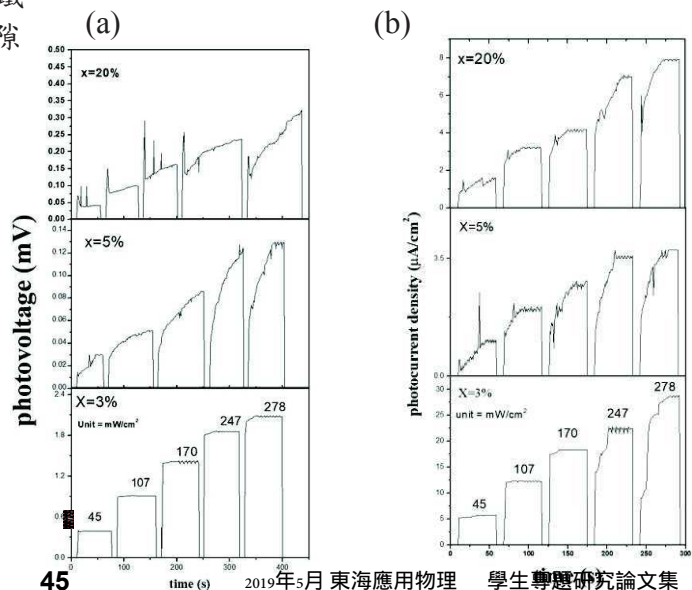 隙
(a)
0.50
0.45
0.40
0.35
0.30
0.25
0.20
0.15
0.10
0.05
0.00
x=20%
0.14
0.12
0.09
0.06
0.03
0.00
x=5%
2.4
1.8
1.2
0.0
X=3%
Unit = mW/cm²
45
107
170
247
278
photovoltage (mV)
0 100 200 300 400
time (s)
(b)
8
6
4
2
0
x=20%
3.5
0.0
X=5%
30
25
20
15
10
5
0
X=3%
unit = mW/cm²
45
107
170
247
278
photocurrent density (μA/cm²)
0 50 100 150 200 250 300
time (s)
45 2019年5月 東海應用物理 學生專題研究論文集